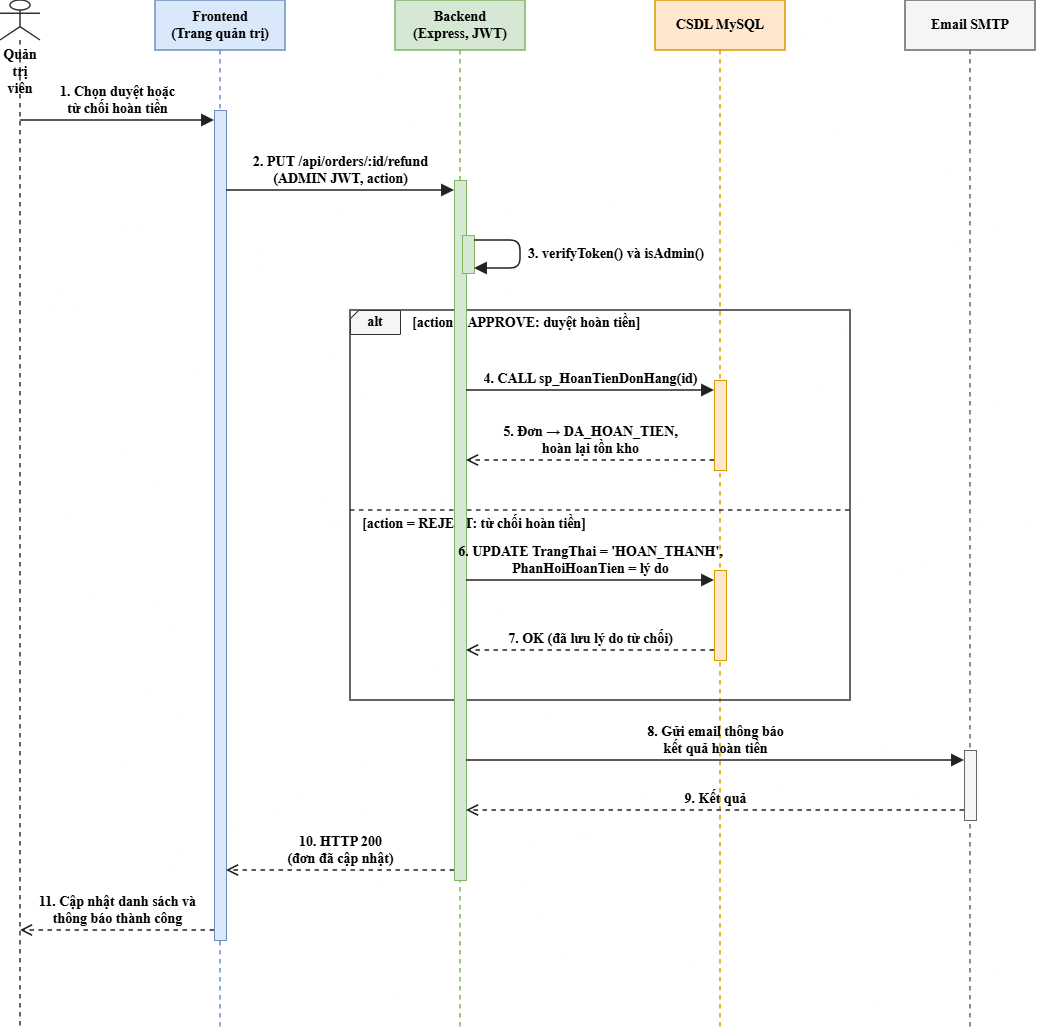 Quản
trị
viên
Frontend
(Trang quản trị)
Backend
(Express, JWT)
CSDL MySQL
Email SMTP
1. Chọn duyệt hoặc
từ chối hoàn tiền
2. PUT /api/orders/:id/refund
(ADMIN JWT, action)
3. verifyToken() và isAdmin()
alt
[action = APPROVE: duyệt hoàn tiền]
4. CALL sp_HoanTienDonHang(id)
5. Đơn → DA_HOAN_TIEN,
hoàn lại tồn kho
[action = REJECT: từ chối hoàn tiền]
6. UPDATE TrangThai = 'HOAN_THANH',
PhanHoiHoanTien = lý do
7. OK (đã lưu lý do từ chối)
8. Gửi email thông báo
kết quả hoàn tiền
9. Kết quả
10. HTTP 200
(đơn đã cập nhật)
11. Cập nhật danh sách và
thông báo thành công